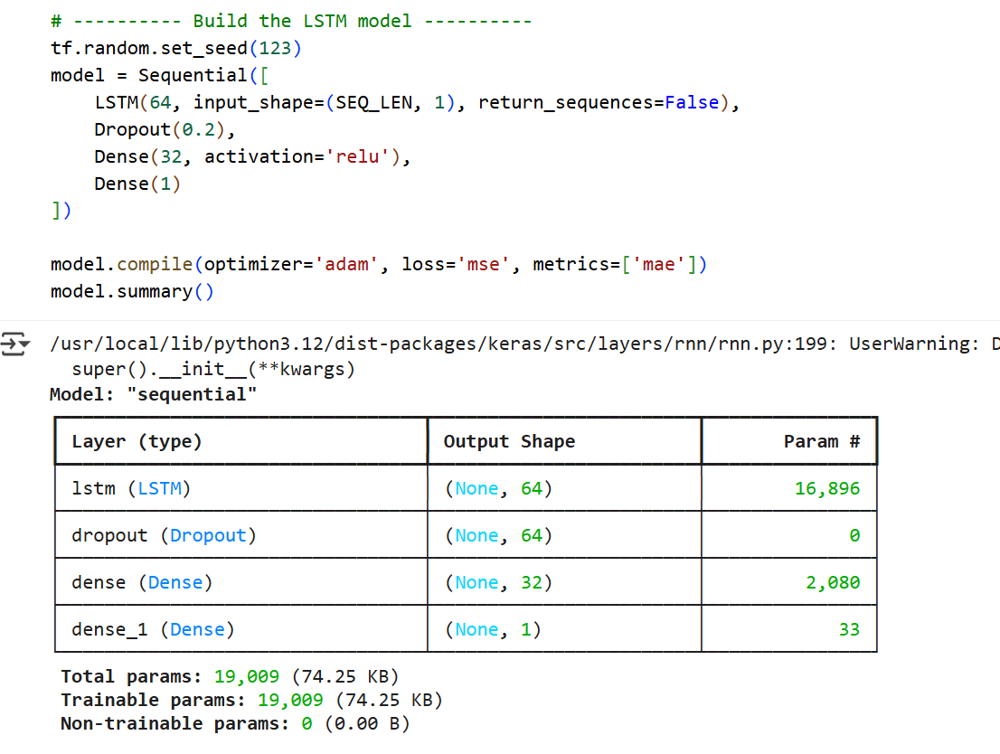 # ---------- Build the LSTM model ----------
tf.random.set_seed(123)
model = Sequential([
    LSTM(64, input_shape=(SEQ_LEN, 1), return_sequences=False),
    Dropout(0.2),
    Dense(32, activation='relu'),
    Dense(1)
])
model.compile(optimizer='adam', loss='mse', metrics=['mae'])
model.summary()
/usr/local/lib/python3.12/dist-packages/keras/src/layers/rnn/rnn.py:199: UserWarning:
  super().__init__(**kwargs)
Model: "sequential"
Layer (type) Output Shape Param #
lstm (LSTM) (None, 64) 16,896
dropout (Dropout) (None, 64) 0
dense (Dense) (None, 32) 2,080
dense_1 (Dense) (None, 1) 33
Total params: 19,009 (74.25 KB)
Trainable params: 19,009 (74.25 KB)
Non-trainable params: 0 (0.00 B)